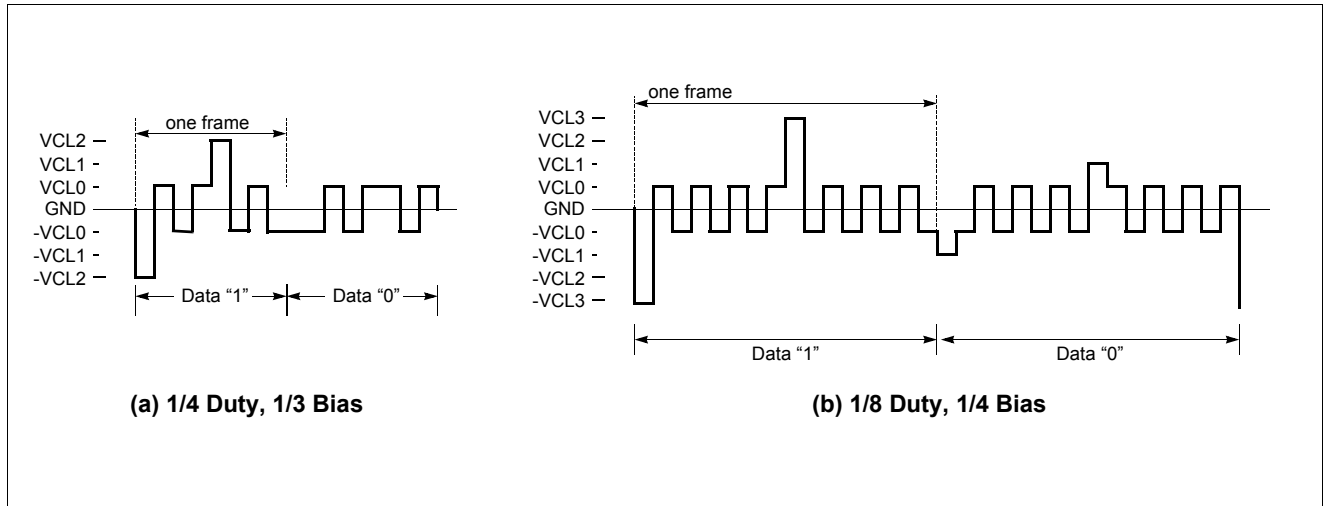 one frame
VCL2
VCL1
VCL0
GND
-VCL0
-VCL1
-VCL2
Data “1”
Data “0”
(a) 1/4 Duty, 1/3 Bias
one frame
VCL3
VCL2
VCL1
VCL0
GND
-VCL0
-VCL1
-VCL2
-VCL3
Data “1”
Data “0”
(b) 1/8 Duty, 1/4 Bias